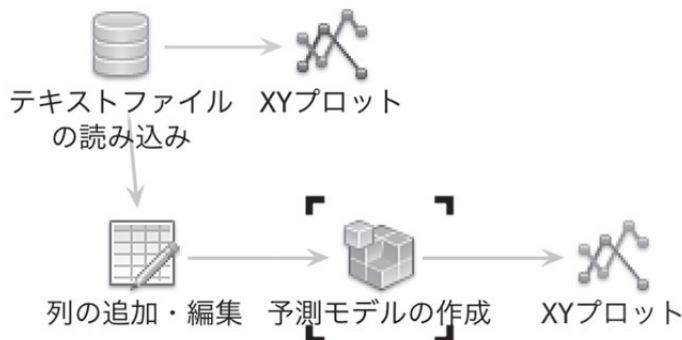 テキストファイル
の読み込み
XYプロット
列の追加・編集
予測モデルの作成
XYプロット